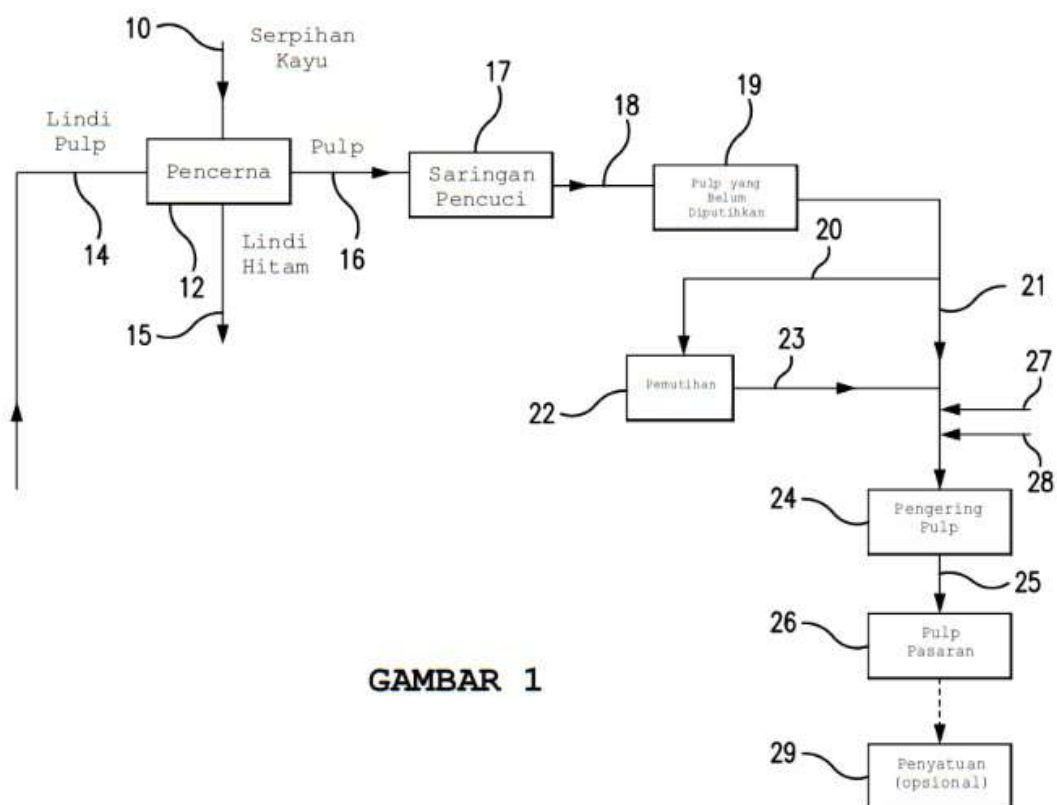 10
Serpihan
Kayu
17
19
18
Lindi
Pulp
Pencerna
Pulp
Saringan
Pencuci
Pulp yang
Belum
Diputihkan
14
12
Lindi
Hitam
16
15
20
21
23
27
Pemutihan
22
28
24
Pengering
Pulp
25
26
Pulp
Pasaran
GAMBAR 1
29
Penyatuan
(opsional)